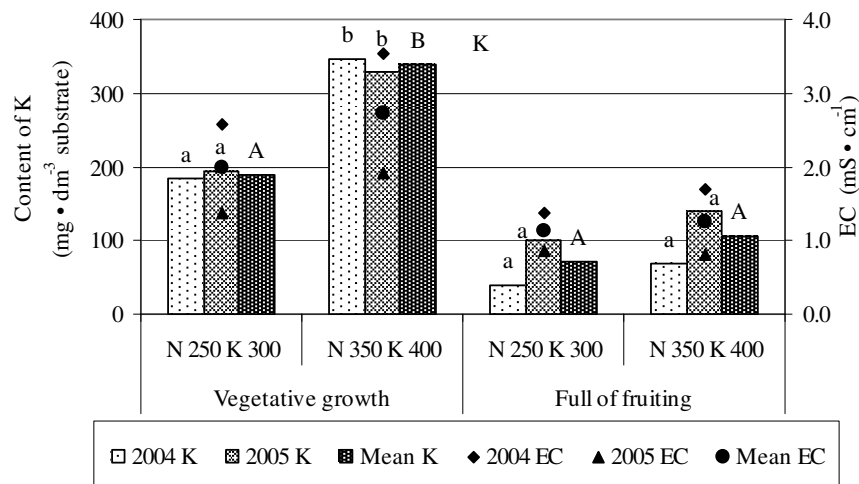 400
300
200
100
0
Content of K
(mg • dm⁻³ substrate)
4.0
3.0
2.0
1.0
0.0
EC (mS • cm⁻¹)
K
a a A
b b B
a a A
a a A
N 250 K 300 N 350 K 400 N 250 K 300 N 350 K 400
Vegetative growth Full of fruiting
2004 K 2005 K Mean K 2004 EC 2005 EC Mean EC